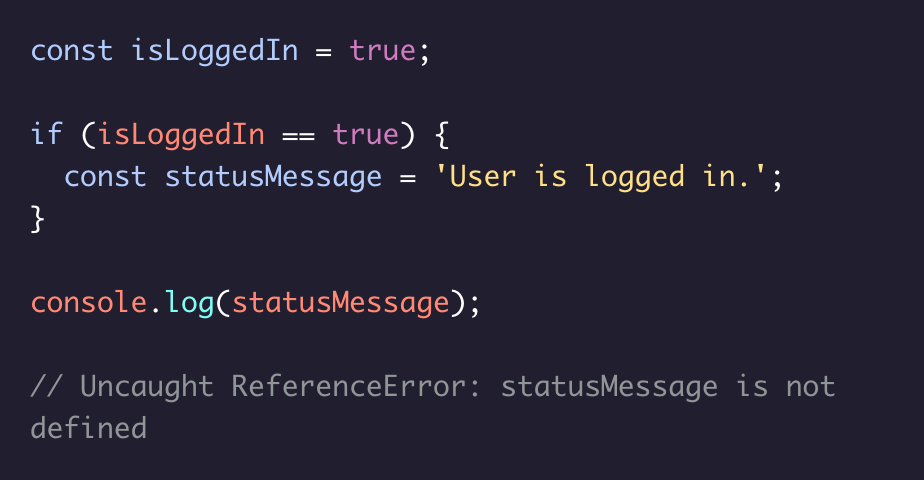 const isLoggedIn = true;
if (isLoggedIn == true) {
  const statusMessage = 'User is logged in.';
}
console.log(statusMessage);
// Uncaught ReferenceError: statusMessage is not
defined